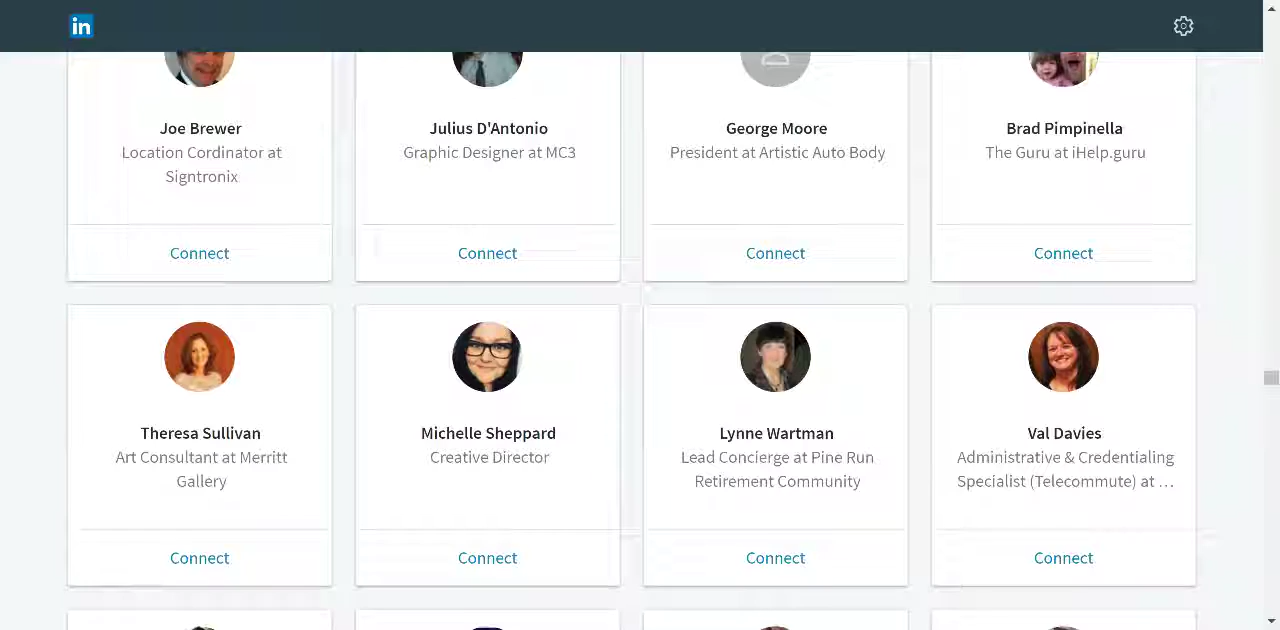 in
Joe Brewer
Location Cordinator at
Signtronix
Connect
Julius D'Antonio
Graphic Designer at MC3
Connect
George Moore
President at Artistic Auto Body
Connect
Brad Pimpinella
The Guru at iHelp.guru
Connect
Theresa Sullivan
Art Consultant at Merritt
Gallery
Connect
Michelle Sheppard
Creative Director
Connect
Lynne Wartman
Lead Concierge at Pine Run
Retirement Community
Connect
Val Davies
Administrative & Credentialing
Specialist (Telecommute) at …
Connect